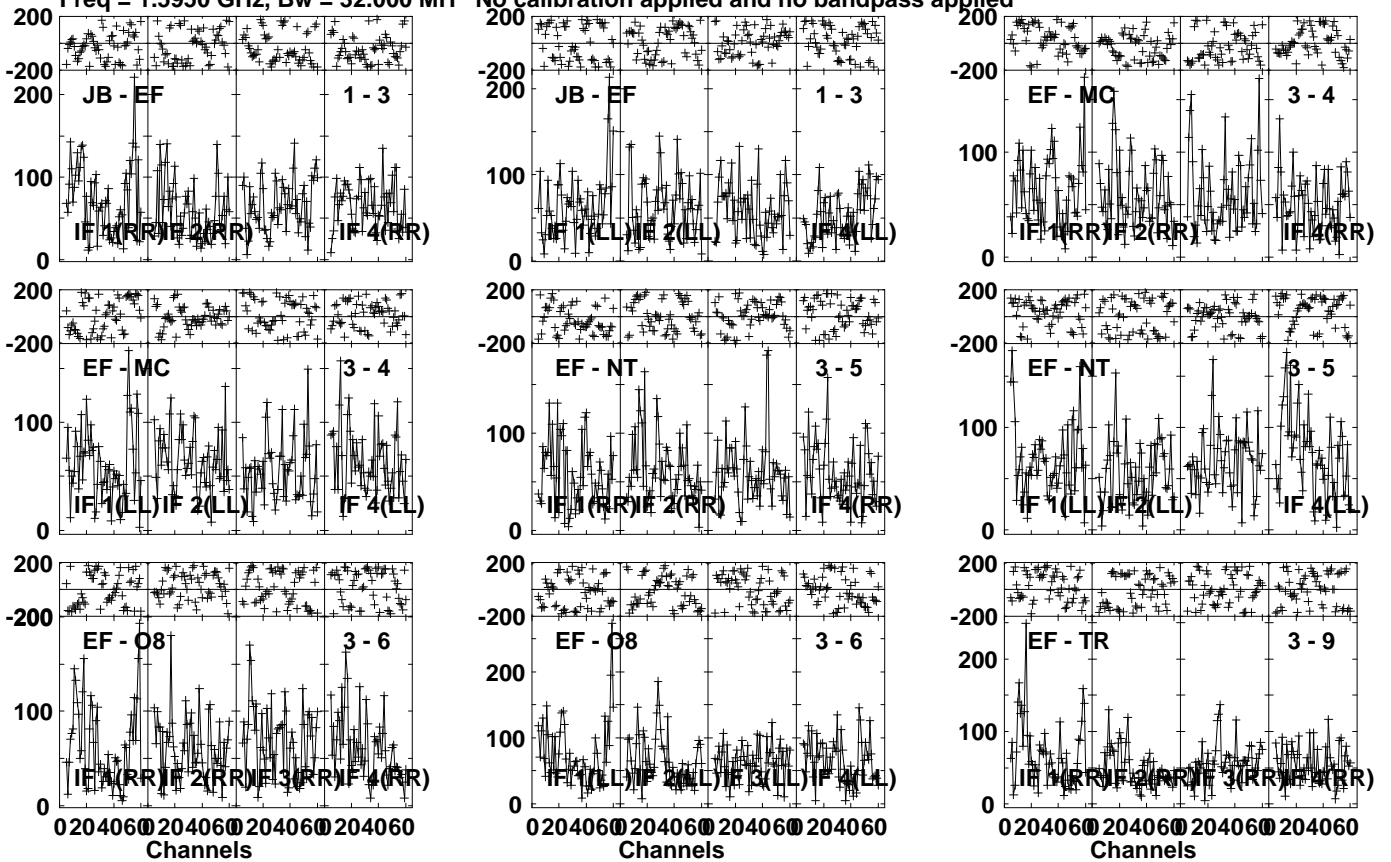 Freq = 1.5950 GHz, Bw = 32.000 MH No calibration applied and no bandpass applied
200
-200
200
100
0
JB - EF 1 - 3
IF 1(RR) IF 2(RR) IF 4(RR)
200
-200
200
100
0
JB - EF 1 - 3
IF 1(LL) IF 2(LL) IF 4(LL)
200
-200
100
0
EF - MC 3 - 4
IF 1(RR) IF 2(RR) IF 4(RR)
200
-200
100
0
EF - MC 3 - 4
IF 1(LL) IF 2(LL) IF 4(LL)
200
-200
100
0
EF - NT 3 - 5
IF 1(RR) IF 2(RR) IF 4(RR)
200
-200
100
0
EF - NT 3 - 5
IF 1(LL) IF 2(LL) IF 4(LL)
200
-200
200
100
0
EF - O8 3 - 6
IF 1(RR) IF 2(RR) IF 3(RR) IF 4(RR)
0 20 40 60 0 20 40 60 0 20 40 60 0 20 40 60
Channels
200
-200
200
100
0
EF - O8 3 - 6
IF 1(LL) IF 2(LL) IF 3(LL) IF 4(LL)
0 20 40 60 0 20 40 60 0 20 40 60 0 20 40 60
Channels
200
-200
200
100
0
EF - TR 3 - 9
IF 1(RR) IF 2(RR) IF 3(RR) IF 4(RR)
0 20 40 60 0 20 40 60 0 20 40 60 0 20 40 60
Channels